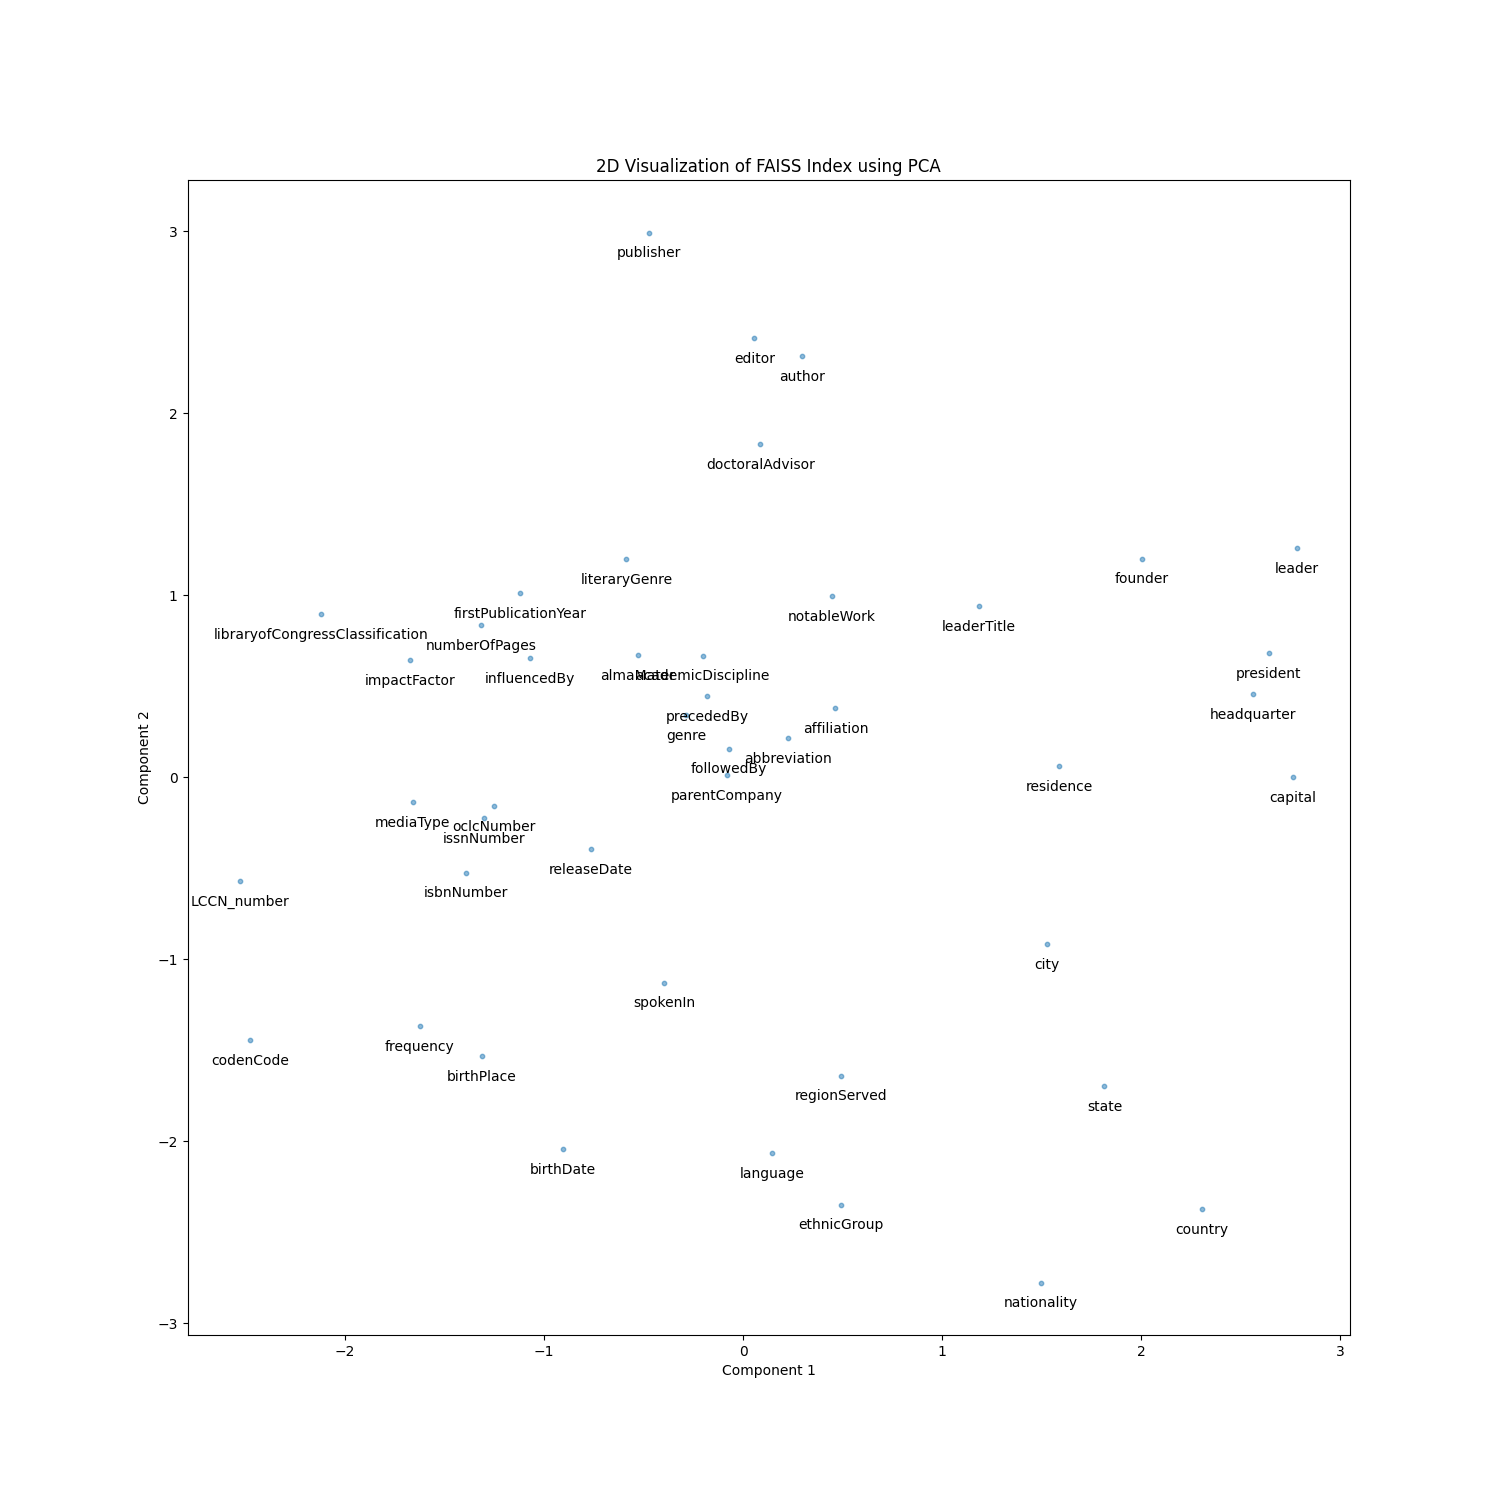 2D Visualization of FAISS Index using PCA
3
publisher
editor
author
2
doctoralAdvisor
leader
founder
literaryGenre
1
firstPublicationYear
notableWork
leaderTitle
libraryofCongressClassification
numberOfPages
president
almaMater
academicDiscipline
influencedBy
impactFactor
headquarter
precededBy
affiliation
genre
abbreviation
followedBy
0
residence
parentCompany
capital
mediaType
oclcNumber
issnNumber
releaseDate
isbnNumber
LCCN_number
−1
city
spokenIn
frequency
codenCode
birthPlace
regionServed
state
−2
birthDate
language
ethnicGroup
country
nationality
−3
−2
−1
0
1
2
3
Component 1
Component 2